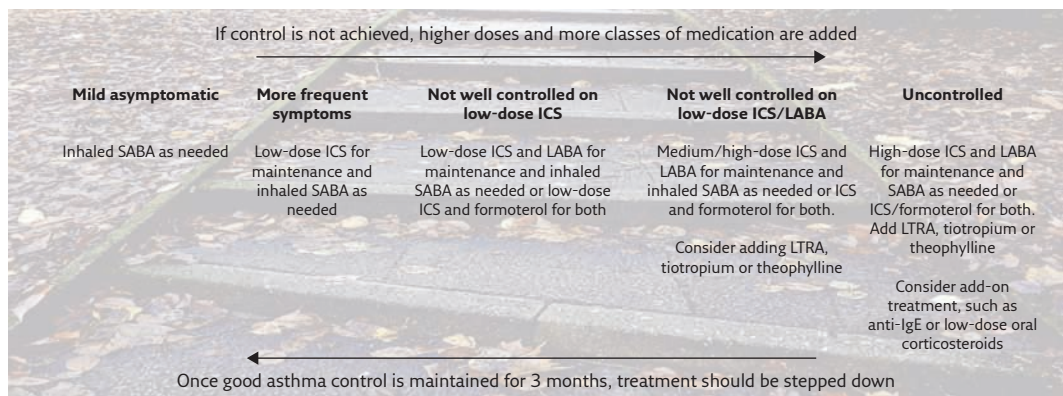 If control is not achieved, higher doses and more classes of medication are added
Mild asymptomatic
Inhaled SABA as needed
More frequent
symptoms
Low-dose ICS for
maintenance and
inhaled SABA as
needed
Not well controlled on
low-dose ICS
Low-dose ICS and LABA for
maintenance and inhaled
SABA as needed or low-dose
ICS and formoterol for both
Not well controlled on
low-dose ICS/LABA
Medium/high-dose ICS and
LABA for maintenance and
inhaled SABA as needed or ICS
and formoterol for both.
Consider adding LTRA,
tiotropium or theophylline
Uncontrolled
High-dose ICS and LABA
for maintenance and
SABA as needed or
ICS/formoterol for both.
Add LTRA, tiotropium or
theophylline
Consider add-on
treatment, such as
anti-IgE or low-dose oral
corticosteroids
Once good asthma control is maintained for 3 months, treatment should be stepped down